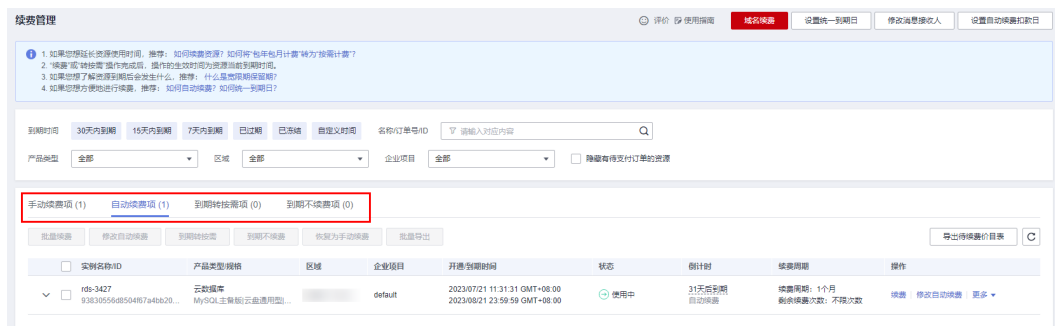 续费管理
评价 使用指南 域名续费 设置统一到期日 修改消息接收人 设置自动续费扣款日
1. 如果您想延长资源使用时间，推荐：如何续费资源？如何将“包年包月计费”转为“按需计费”？
2. “续费”或“转按需”操作完成后，操作的生效时间为资源当前到期时间。
3. 如果您想了解资源到期后会发生什么，推荐：什么是宽限期保留期？
4. 如果您想方便地进行续费，推荐：如何自动续费？如何统一到期日？
到期时间 30天内到期 15天内到期 7天内到期 已过期 已冻结 自定义时间 名称/订单号/ID 请输入对应内容
产品类型 全部 区域 全部 企业项目 全部 隐藏有待支付订单的资源
手动续费项 (1) 自动续费项 (1) 到期转按需项 (0) 到期不续费项 (0)
批量续费 修改自动续费 到期转按需 到期不续费 恢复为手动续费 批量导出 导出待续费价目表
实例名称/ID 产品类型/规格 区域 企业项目 开通/到期时间 状态 倒计时 续费周期 操作
rds-3427 云数据库 default 2023/07/21 11:31:31 GMT+08:00 使用中 31天后到期 续费周期：1个月 续费 修改自动续费 更多
93830556d8504f67a4bb20... MySQL|主备版|云盘通用型|... 2023/08/21 23:59:59 GMT+08:00 自动续费 剩余续费次数：不限次数